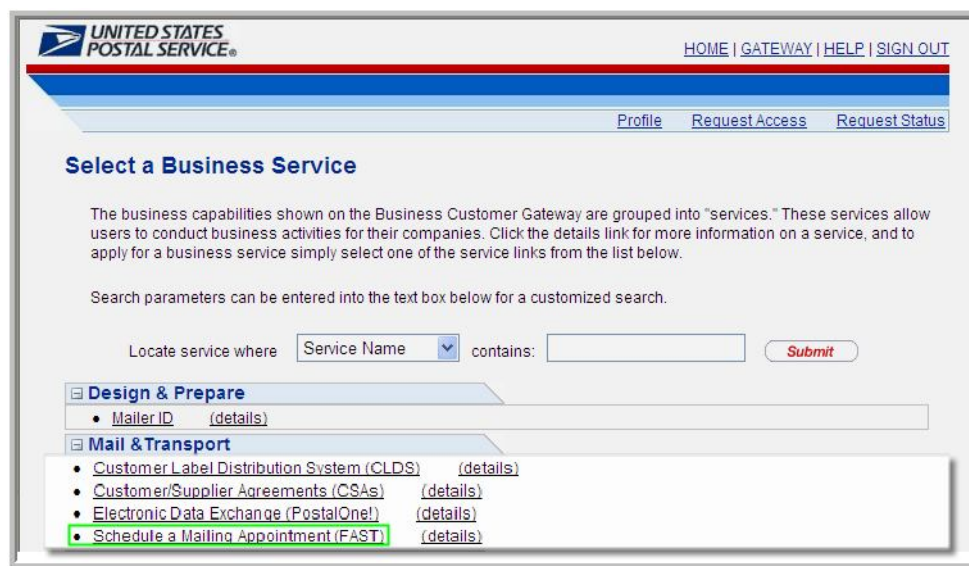 UNITED STATES
POSTAL SERVICE®
HOME | GATEWAY | HELP | SIGN OUT
Profile Request Access Request Status
Select a Business Service
The business capabilities shown on the Business Customer Gateway are grouped into "services." These services allow
users to conduct business activities for their companies. Click the details link for more information on a service, and to
apply for a business service simply select one of the service links from the list below.
Search parameters can be entered into the text box below for a customized search.
Locate service where Service Name contains: Submit
Design & Prepare
• Mailer ID (details)
Mail &Transport
• Customer Label Distribution System (CLDS) (details)
• Customer/Supplier Agreements (CSAs) (details)
• Electronic Data Exchange (PostalOne!) (details)
• Schedule a Mailing Appointment (FAST) (details)